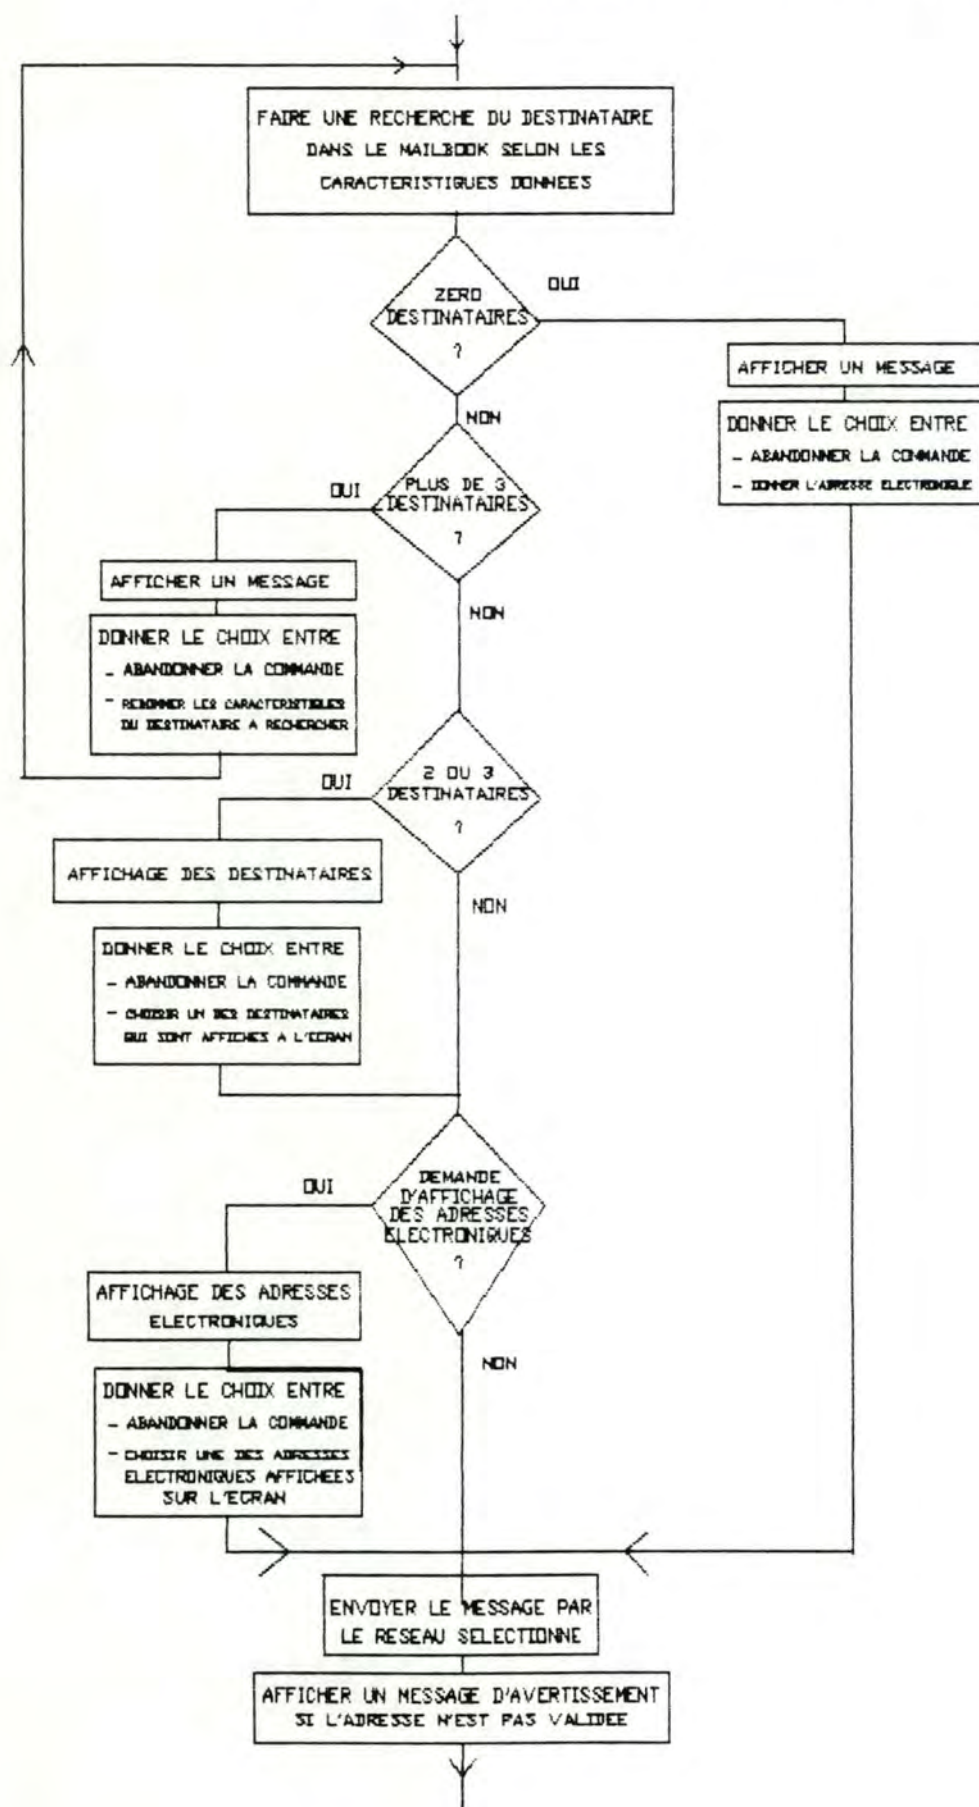 FAIRE UNE RECHERCHE DU DESTINATAIRE
DANS LE MAILBOOK SELON LES
CARACTERISTIQUES DONNEES
ZERO
DESTINATAIRES
?
OUI
NON
AFFICHER UN MESSAGE
DONNER LE CHOIX ENTRE
- ABANDONNER LA COMMANDE
- DONNER L'ADRESSE ELECTRONIQUE
PLUS DE 3
DESTINATAIRES
?
OUI
NON
AFFICHER UN MESSAGE
DONNER LE CHOIX ENTRE
- ABANDONNER LA COMMANDE
- REDONNER LES CARACTERISTIQUES
DU DESTINATAIRE A RECHERCHER
2 OU 3
DESTINATAIRES
?
OUI
NON
AFFICHAGE DES DESTINATAIRES
DONNER LE CHOIX ENTRE
- ABANDONNER LA COMMANDE
- CHOISIR UN DES DESTINATAIRES
QUI SONT AFFICHES A L'ECRAN
DEMANDE
D'AFFICHAGE
DES ADRESSES
ELECTRONIQUES
?
OUI
NON
AFFICHAGE DES ADRESSES
ELECTRONIQUES
DONNER LE CHOIX ENTRE
- ABANDONNER LA COMMANDE
- CHOISIR UNE DES ADRESSES
ELECTRONIQUES AFFICHEES
SUR L'ECRAN
ENVOYER LE MESSAGE PAR
LE RESEAU SELECTIONNE
AFFICHER UN MESSAGE D'AVERTISSEMENT
SI L'ADRESSE N'EST PAS VALIDEE